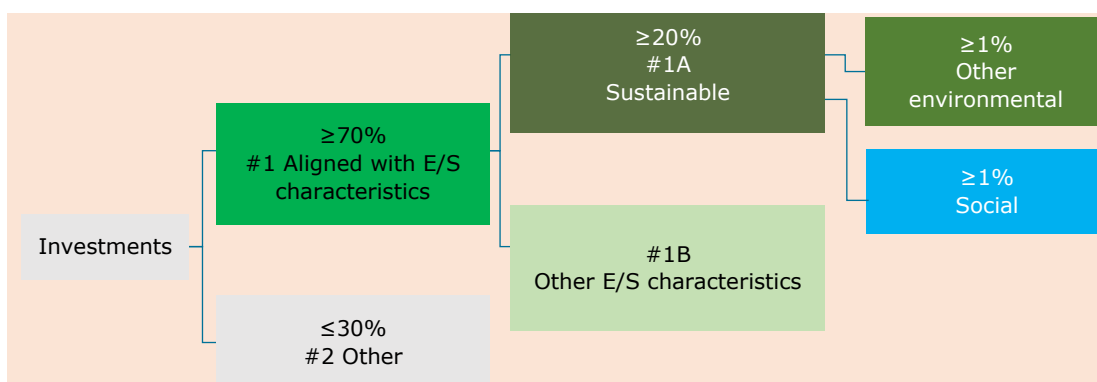 Investments
≥70%
#1 Aligned with E/S
characteristics
≤30%
#2 Other
≥20%
#1A
Sustainable
#1B
Other E/S characteristics
≥1%
Other
environmental
≥1%
Social